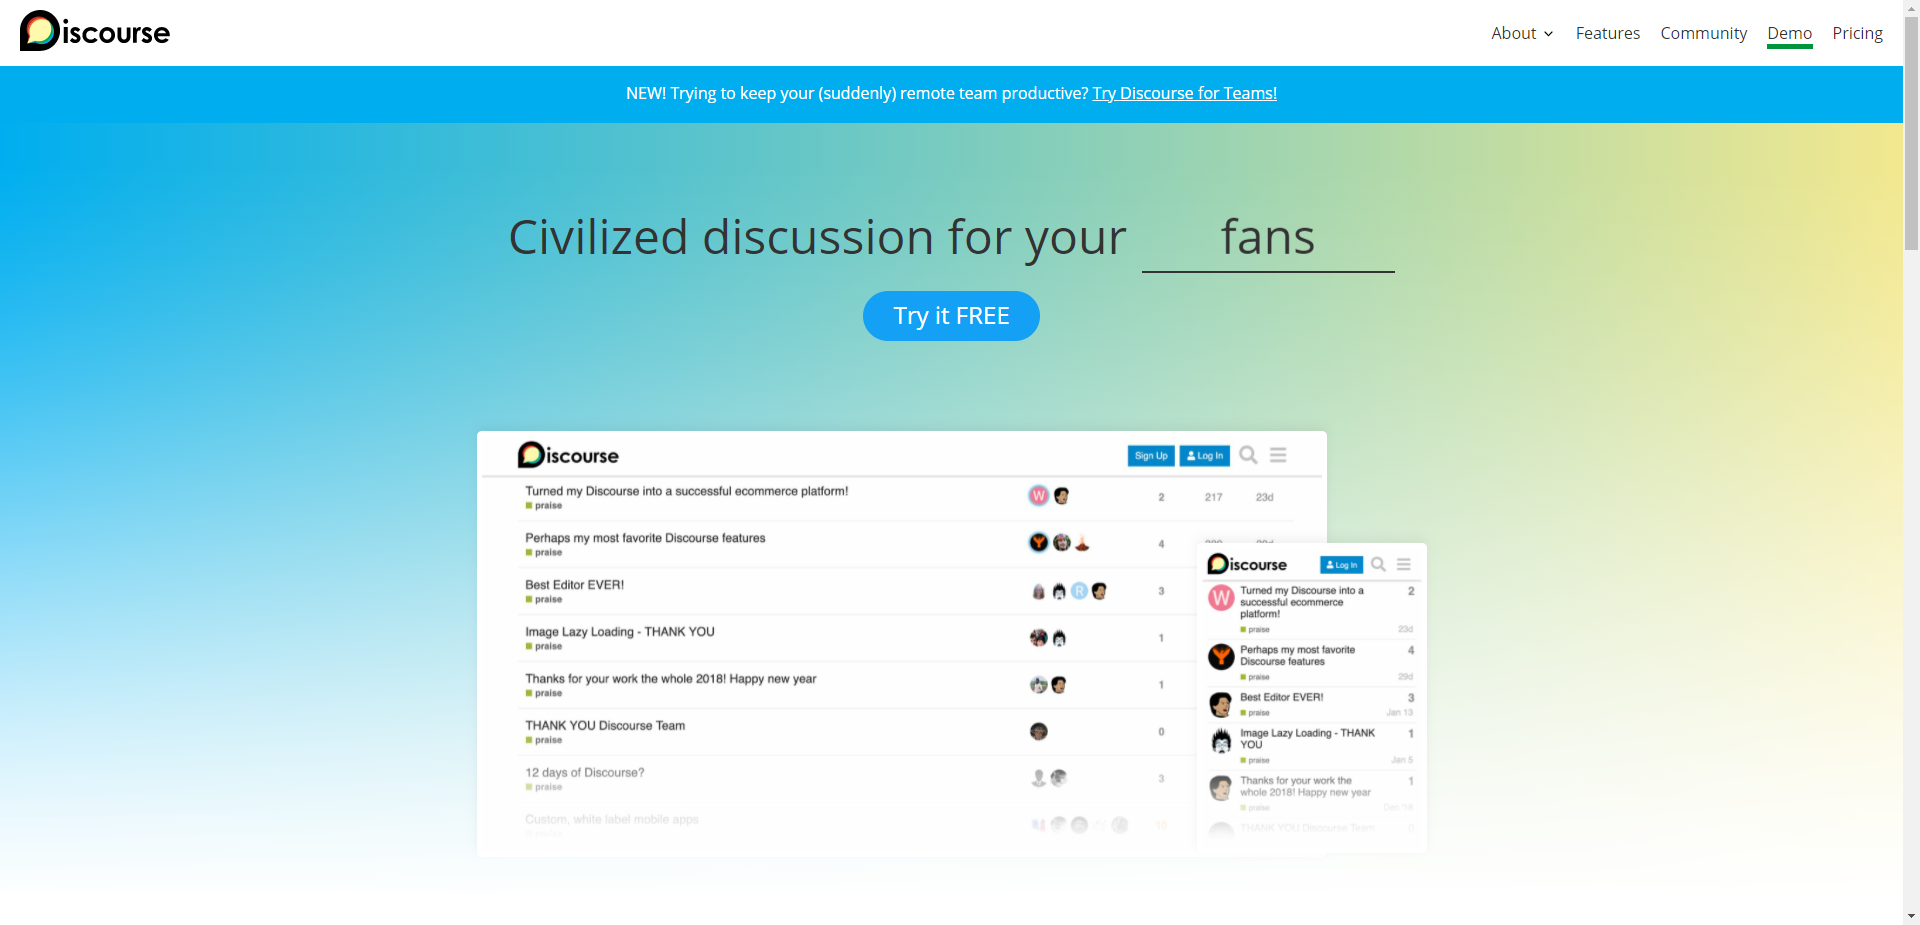 Discourse
About
Features
Community
Demo
Pricing
NEW! Trying to keep your (suddenly) remote team productive? Try Discourse for Teams!
Civilized discussion for your fans
Try it FREE
Discourse
Sign Up
Log In
Turned my Discourse into a successful ecommerce platform!
W
2 217 23d
praise
Perhaps my most favorite Discourse features
4
praise
Best Editor EVER!
R
3
praise
Image Lazy Loading - THANK YOU
1
praise
Thanks for your work the whole 2018! Happy new year
1
praise
THANK YOU Discourse Team
0
praise
12 days of Discourse?
3
praise
Custom, white label mobile apps
10
praise
Discourse
Log In
W
Turned my Discourse into a 2
successful ecommerce
platform!
praise 23d
Perhaps my most favorite 4
Discourse features
praise 29d
Best Editor EVER! 3
praise Jan 13
Image Lazy Loading - THANK 1
YOU
praise Jan 5
Thanks for your work the 1
whole 2018! Happy new year
praise Dec '18
THANK YOU Discourse Team 0